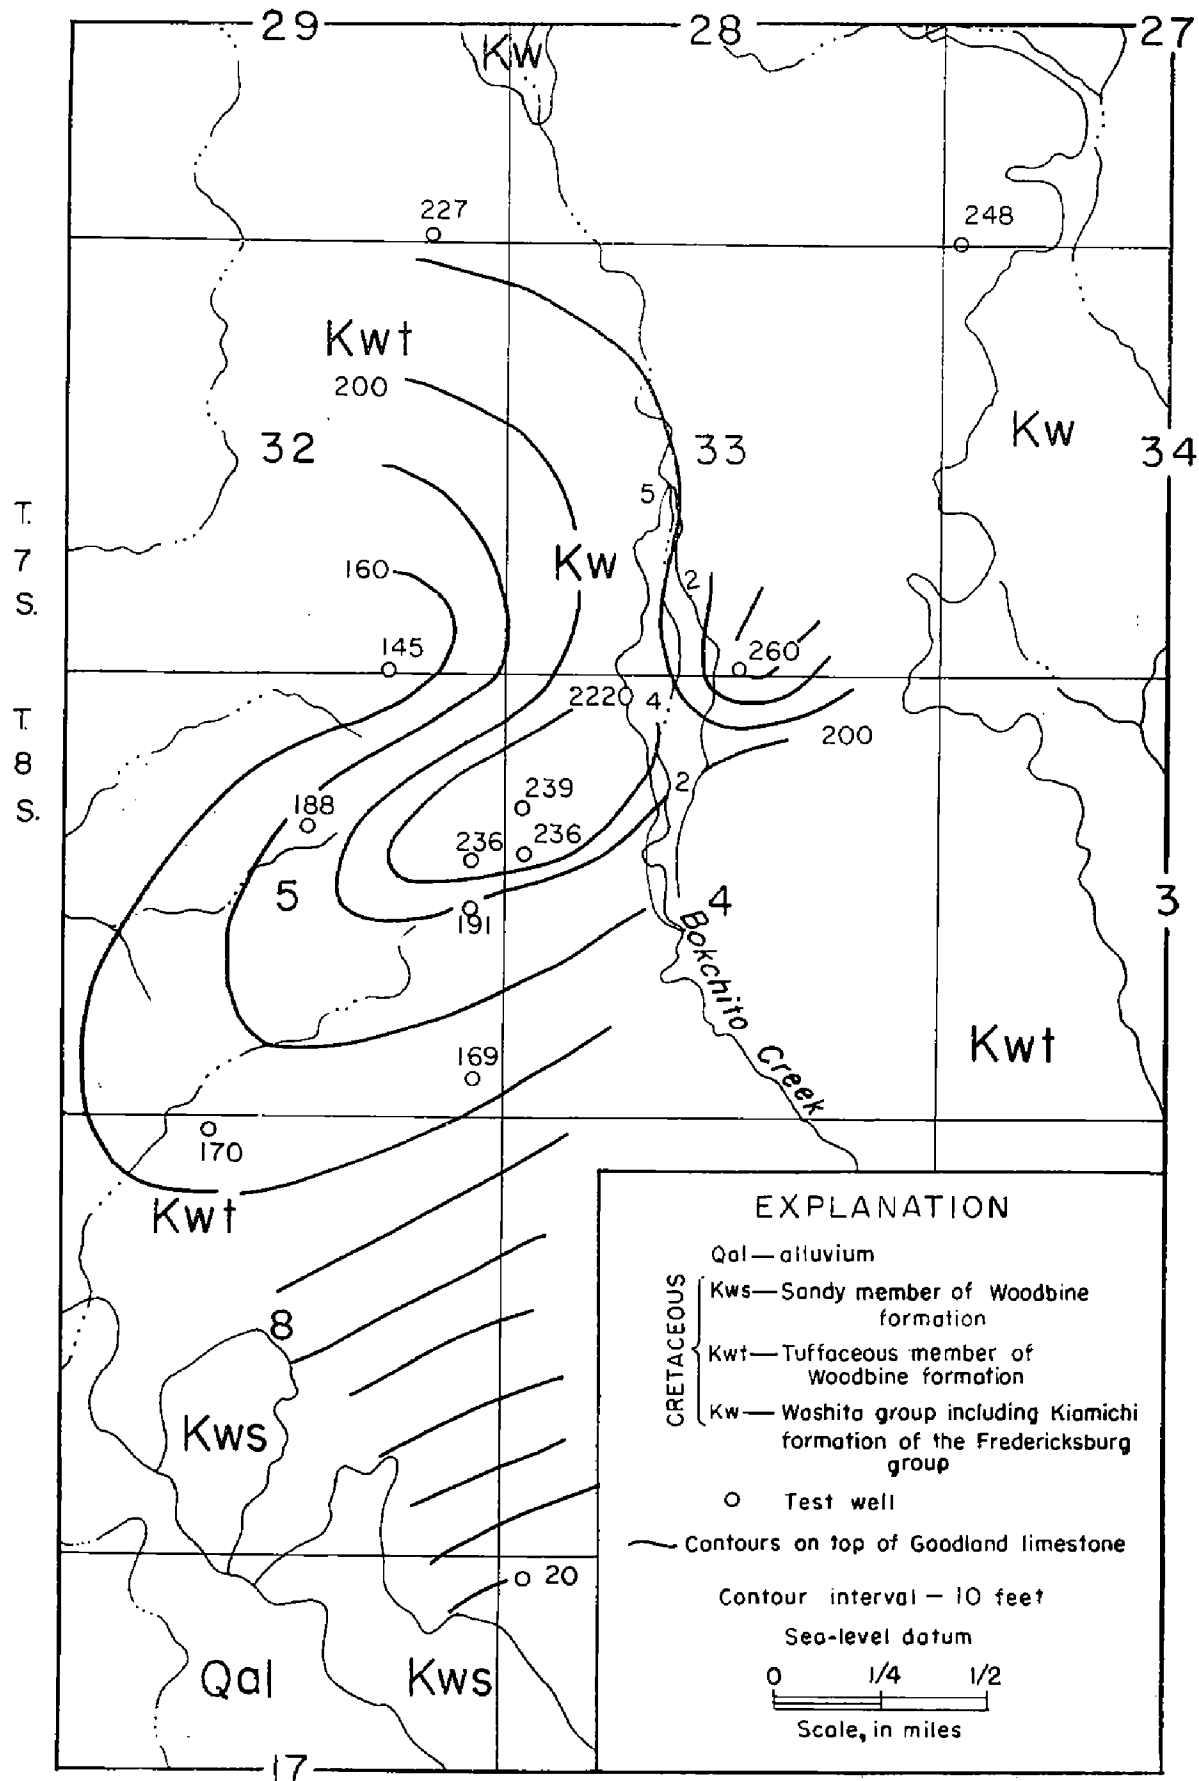 29 28 27
Kw
227
248
Kwt
200
Kw
32 33 34
5
T.
7
S.
Kw
160
2
145
260
2220 4
T.
8
S.
200
239
2
188
236 236
5
4
3
191
Bokchito Creek
Kwt
169
170
Kwt
8
Kws
20
Qal
Kws
17
EXPLANATION
Qal — alluvium
CRETACEOUS
Kws — Sandy member of Woodbine
formation
Kwt — Tuffaceous member of
Woodbine formation
Kw — Washita group including Kiamichi
formation of the Fredericksburg
group
Test well
Contours on top of Goodland limestone
Contour interval — 10 feet
Sea-level datum
0 1/4 1/2
Scale, in miles